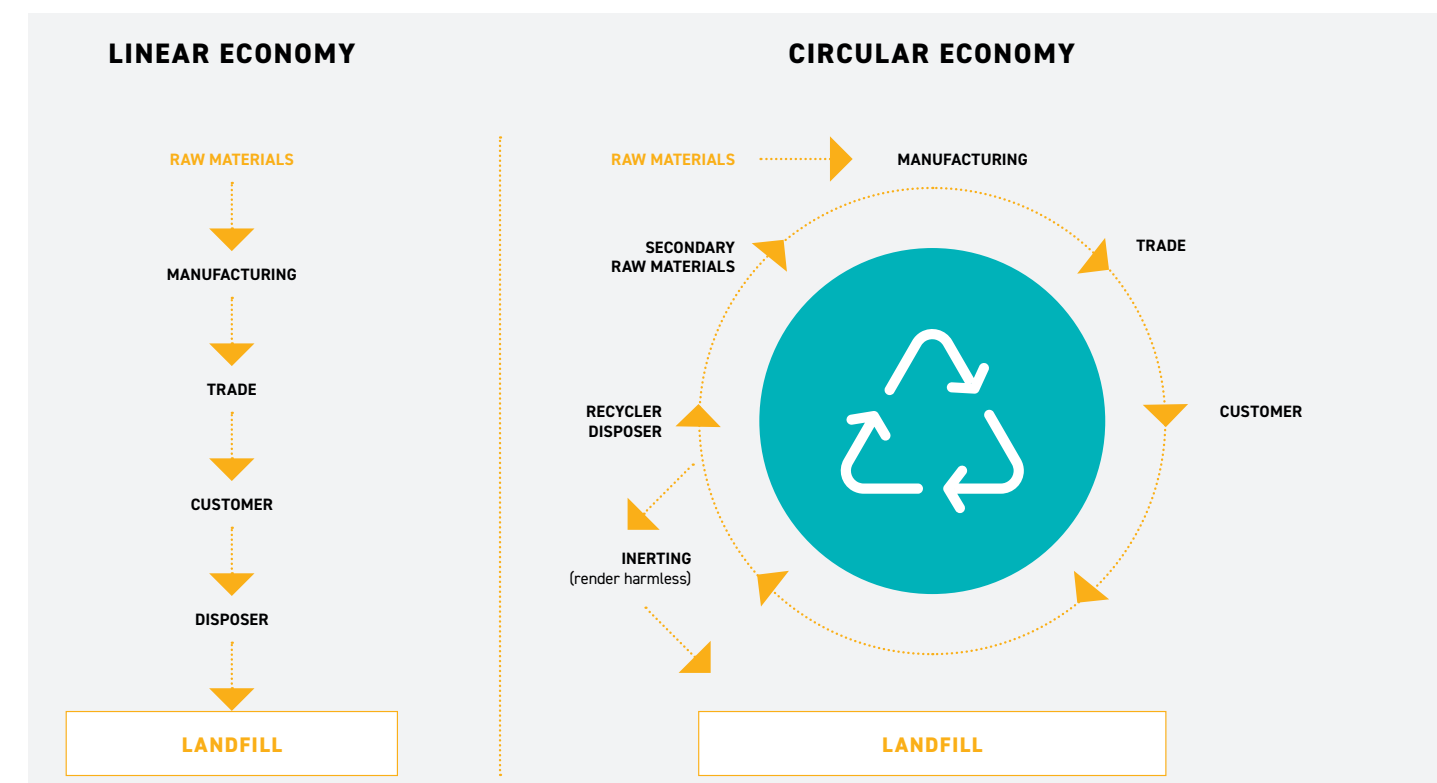 LINEAR ECONOMY
RAW MATERIALS
MANUFACTURING
TRADE
CUSTOMER
DISPOSER
LANDFILL
CIRCULAR ECONOMY
RAW MATERIALS
MANUFACTURING
TRADE
CUSTOMER
SECONDARY
RAW MATERIALS
RECYCLER
DISPOSER
INERTING
(render harmless)
LANDFILL